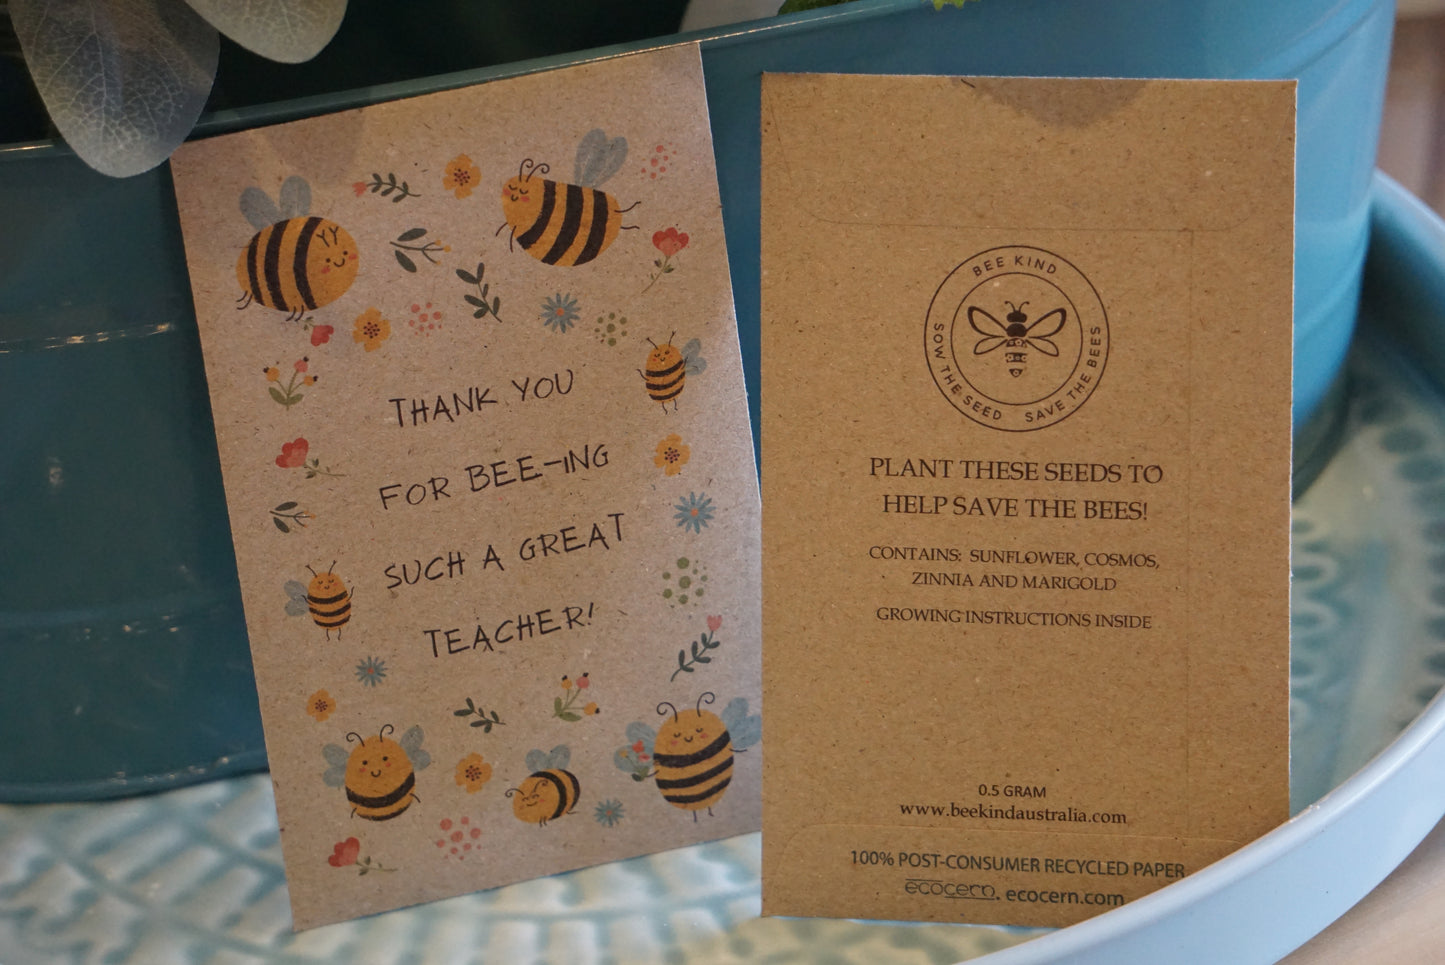 THANK YOU
FOR BEE-ING
SUCH A GREAT
TEACHER!
BEE KIND
SOW THE SEED SAVE THE BEES
PLANT THESE SEEDS TO
HELP SAVE THE BEES!
CONTAINS: SUNFLOWER, COSMOS,
ZINNIA AND MARIGOLD
GROWING INSTRUCTIONS INSIDE
0.5 GRAM
www.beekindaustralia.com
100% POST-CONSUMER RECYCLED PAPER
ecocern. ecocern.com